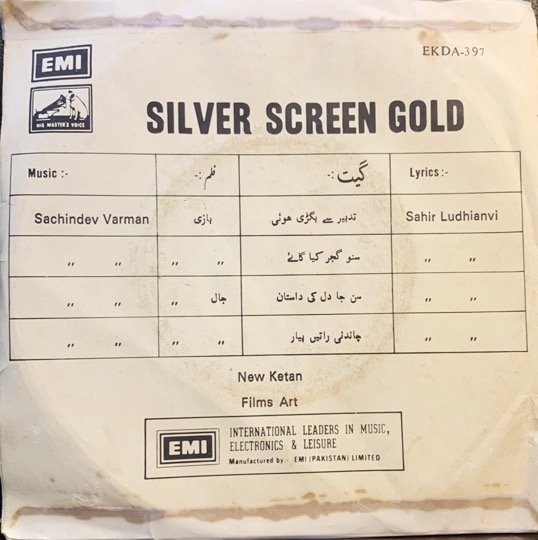 EMI
EKDA-397
HIS MASTER'S VOICE
SILVER SCREEN GOLD
Music :- فلم :- گیت :- Lyrics :-
Sachindev Varman بازی تدبیر سے بگڑی ہوئی Sahir Ludhianvi
,, ,, ,, ,, سنو گجر کیا گائے ,, ,,
,, ,, جال ,, سن جا دل کی داستان ,, ,,
,, ,, ,, ,, چاندنی راتیں پیار ,, ,,
New Ketan
Films Art
EMI
INTERNATIONAL LEADERS IN MUSIC,
ELECTRONICS & LEISURE
Manufactured by :- EMI (PAKISTAN) LIMITED